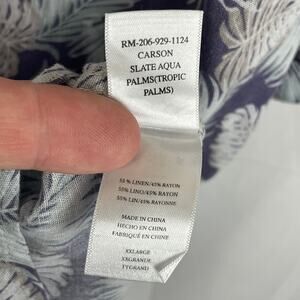 RM-206-929-1124
CARSON
SLATE AQUA
PALMS(TROPIC
PALMS)
55 % LINEN/45% RAYON
55% LINO/45% RAYON
55% LIN/45% RAYONNE
MADE IN CHINA
HECHO EN CHINA
FABRIQUÉ EN CHINE
XXLARGE
XXGRANDE
TTGRAND